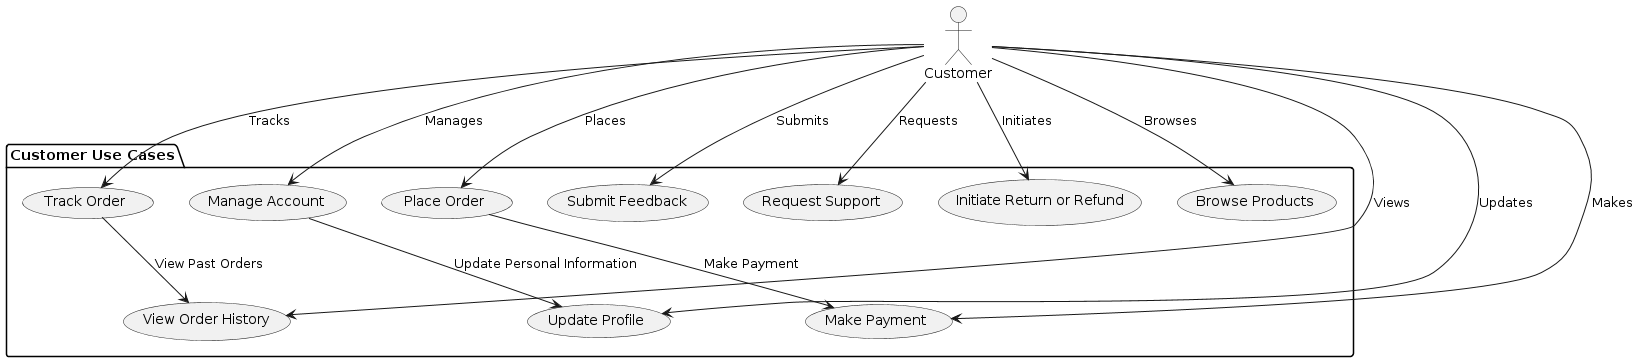 Customer
Tracks
Manages
Places
Submits
Requests
Initiates
Browses
Customer Use Cases
Track Order
Manage Account
Place Order
Submit Feedback
Request Support
Initiate Return or Refund
Browse Products
Views
Updates
Makes
View Past Orders
Update Personal Information
Make Payment
View Order History
Update Profile
Make Payment